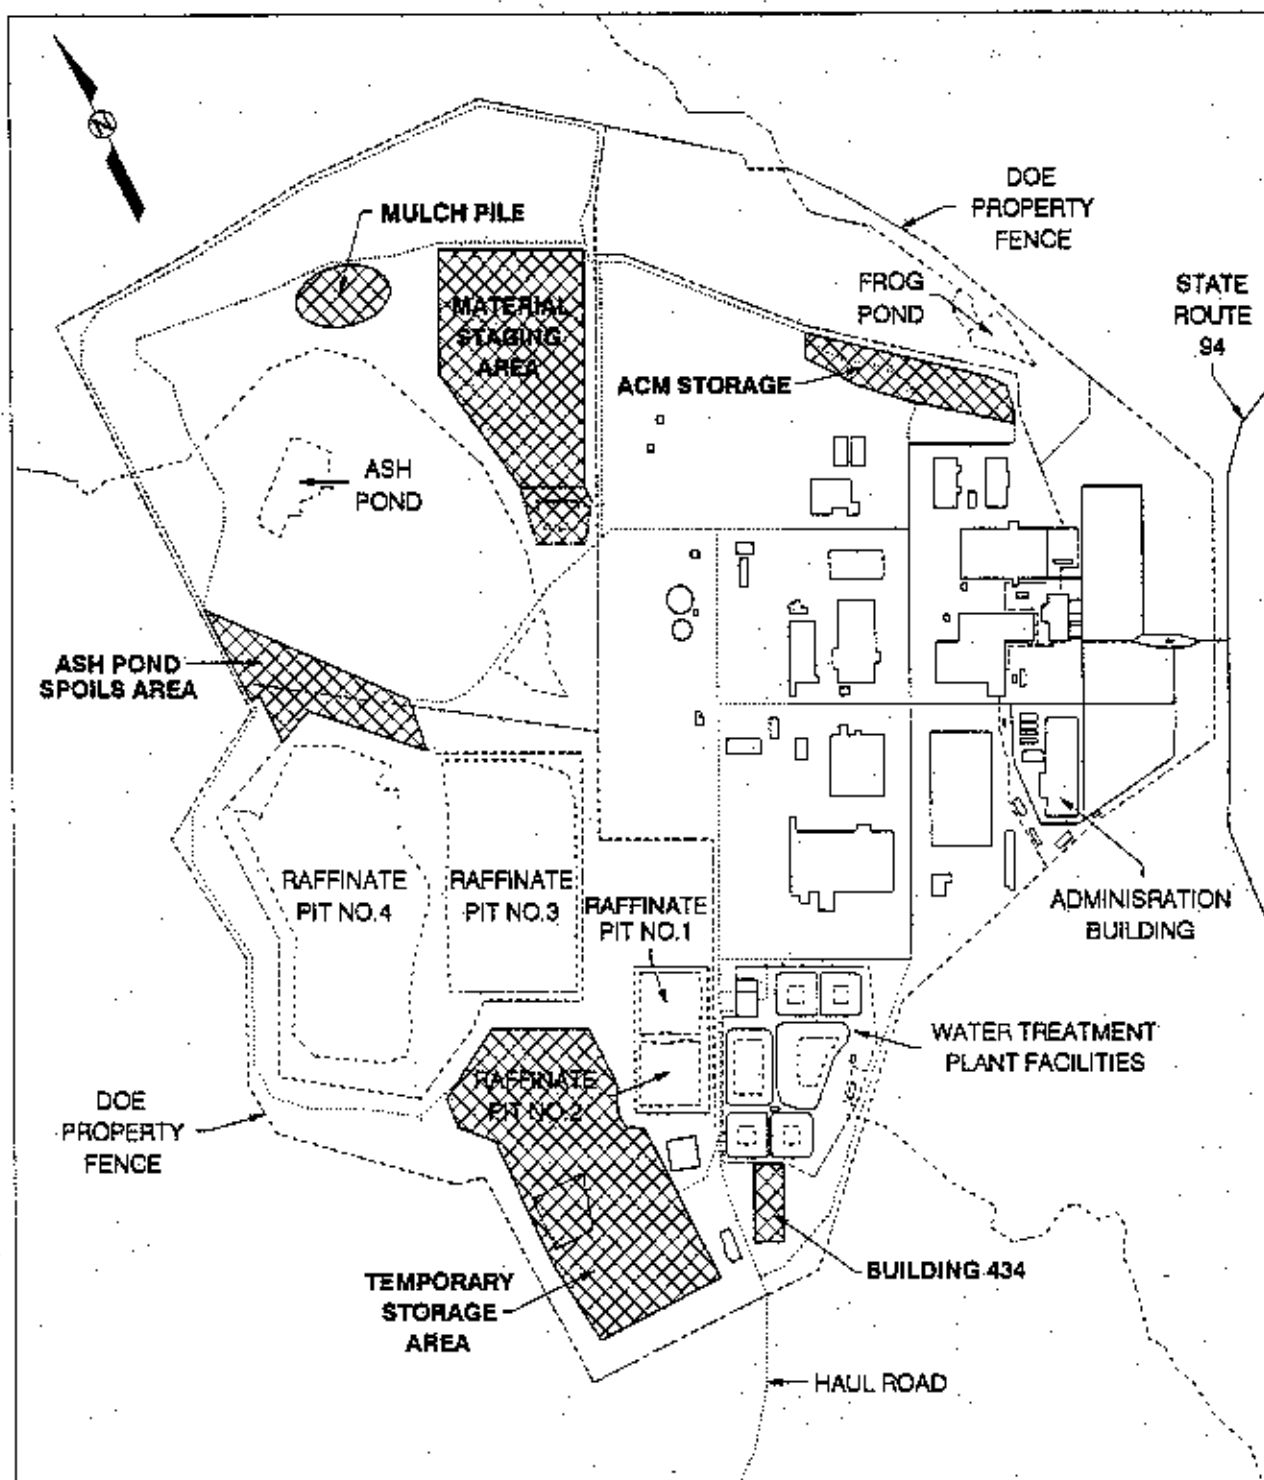 N
DOE
PROPERTY
FENCE
MULCH PILE
FROG
POND
STATE
ROUTE
94
MATERIAL
STAGING
AREA
ACM STORAGE
ASH
POND
ASH POND
SPOILS AREA
RAFFINATE
PIT NO.4
RAFFINATE
PIT NO.3
RAFFINATE
PIT NO.1
ADMINISRATION
BUILDING
WATER TREATMENT
PLANT FACILITIES
RAFFINATE
PIT NO.2
DOE
PROPERTY
FENCE
BUILDING 434
TEMPORARY
STORAGE
AREA
HAUL ROAD